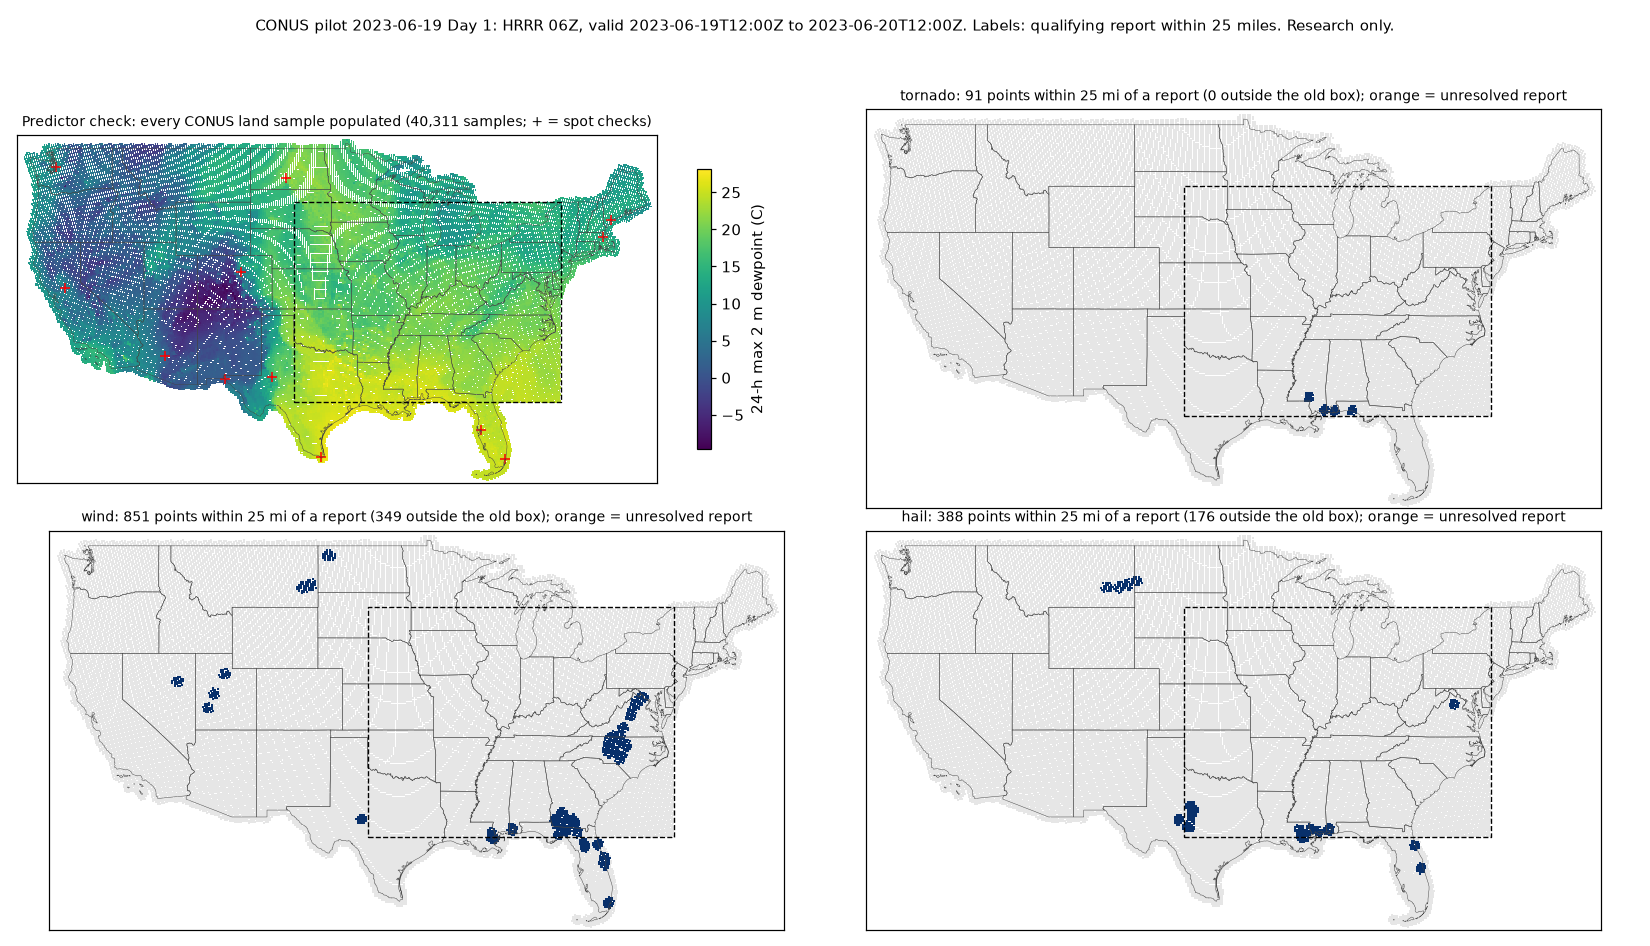 CONUS pilot 2023-06-19 Day 1: HRRR 06Z, valid 2023-06-19T12:00Z to 2023-06-20T12:00Z. Labels: qualifying report within 25 miles. Research only.
Predictor check: every CONUS land sample populated (40,311 samples; + = spot checks)
25
20
15
10
5
0
−5
24-h max 2 m dewpoint (C)
tornado: 91 points within 25 mi of a report (0 outside the old box); orange = unresolved report
wind: 851 points within 25 mi of a report (349 outside the old box); orange = unresolved report
hail: 388 points within 25 mi of a report (176 outside the old box); orange = unresolved report